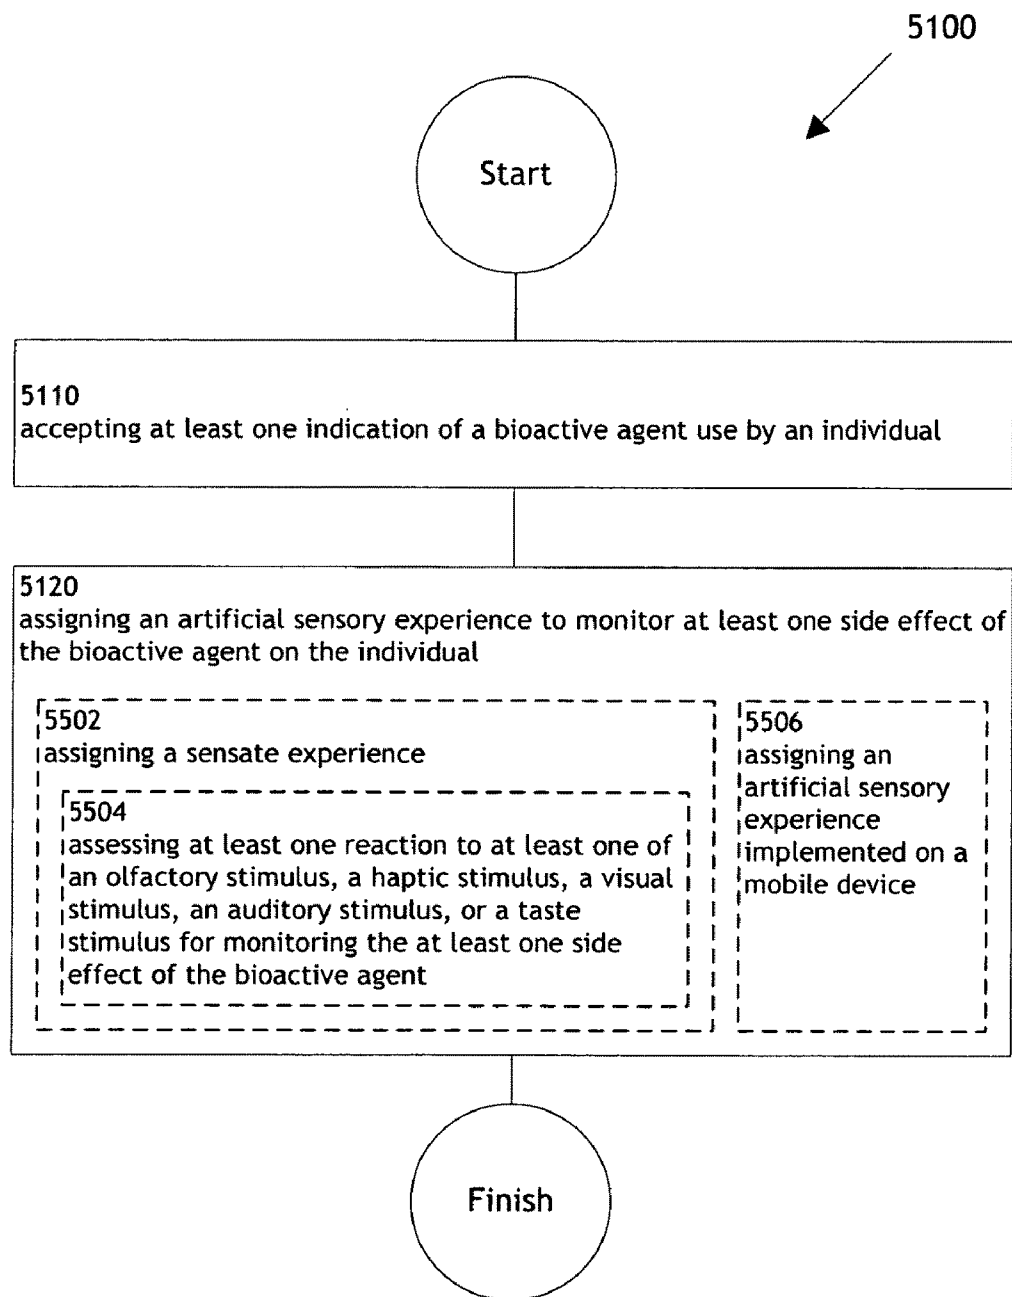 5100
Start
5110
accepting at least one indication of a bioactive agent use by an individual
5120
assigning an artificial sensory experience to monitor at least one side effect of
the bioactive agent on the individual
5502
assigning a sensate experience
5504
assessing at least one reaction to at least one of
an olfactory stimulus, a haptic stimulus, a visual
stimulus, an auditory stimulus, or a taste
stimulus for monitoring the at least one side
effect of the bioactive agent
5506
assigning an
artificial sensory
experience
implemented on a
mobile device
Finish